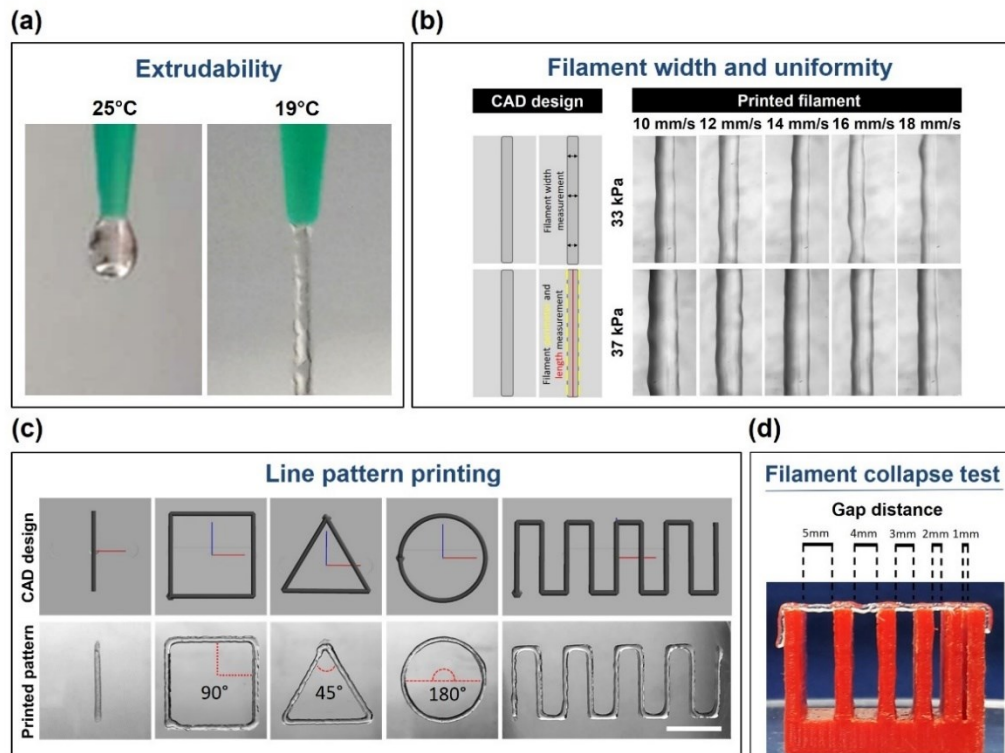 (a)
Extrudability
25°C
19°C
(b)
Filament width and uniformity
CAD design
Printed filament
10 mm/s 12 mm/s 14 mm/s 16 mm/s 18 mm/s
Filament width
measurement
33 kPa
Filament and
length measurement
37 kPa
(c)
Line pattern printing
CAD design
Printed pattern
90°
45°
180°
(d)
Filament collapse test
Gap distance
5mm
4mm
3mm
2mm
1mm